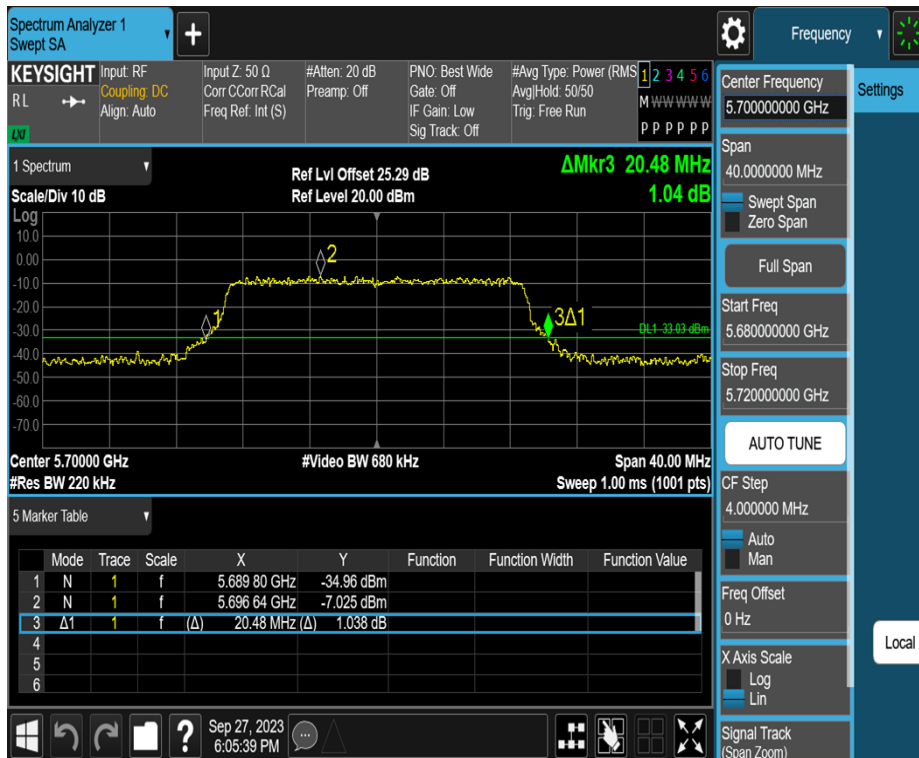 Spectrum Analyzer 1
Swept SA
+
Frequency
KEYSIGHT
RL
LXI
Input: RF
Coupling: DC
Align: Auto
Input Z: 50 Ω
Corr CCorr RCal
Freq Ref: Int (S)
#Atten: 20 dB
Preamp: Off
PNO: Best Wide
Gate: Off
IF Gain: Low
Sig Track: Off
#Avg Type: Power (RMS
Avg|Hold: 50/50
Trig: Free Run
1 2 3 4 5 6
M W W W W W
P P P P P P
Center Frequency
5.700000000 GHz
Settings
Span
40.0000000 MHz
Swept Span
Zero Span
Full Span
Start Freq
5.680000000 GHz
Stop Freq
5.720000000 GHz
AUTO TUNE
CF Step
4.000000 MHz
Auto
Man
Freq Offset
0 Hz
X Axis Scale
Log
Lin
Local
Signal Track
(Span Zoom)
1 Spectrum
Scale/Div 10 dB
Ref Lvl Offset 25.29 dB
Ref Level 20.00 dBm
ΔMkr3 20.48 MHz
1.04 dB
Log
10.0
0.00
-10.0
-20.0
-30.0
-40.0
-50.0
-60.0
-70.0
2
1
3Δ1
DL1 -33.03 dBm
Center 5.70000 GHz
#Res BW 220 kHz
#Video BW 680 kHz
Span 40.00 MHz
Sweep 1.00 ms (1001 pts)
5 Marker Table
Mode Trace Scale X Y Function Function Width Function Value
1 N 1 f 5.689 80 GHz -34.96 dBm
2 N 1 f 5.696 64 GHz -7.025 dBm
3 Δ1 1 f (Δ) 20.48 MHz (Δ) 1.038 dB
4
5
6
?
Sep 27, 2023
6:05:39 PM